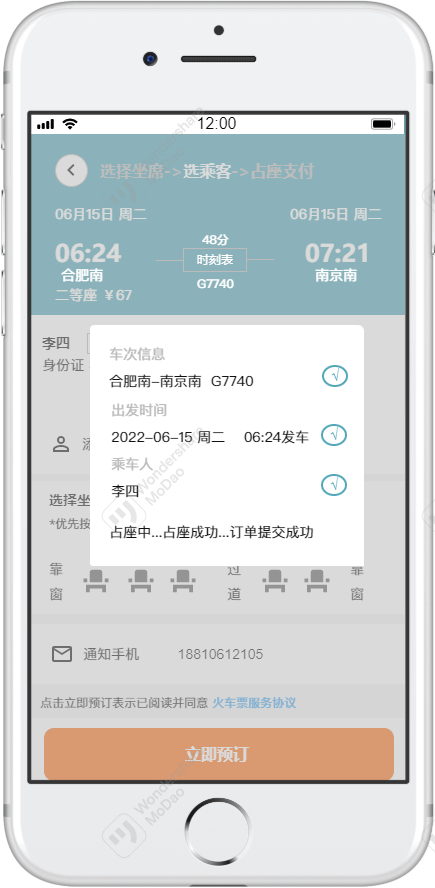 12:00
选择坐席->选乘客->占座支付
06月15日 周二 06月15日 周二
48分
06:24 时刻表 07:21
合肥南 G7740 南京南
二等座 ￥67
李四
身份证
车次信息
合肥南-南京南 G7740 √
出发时间
2022-06-15 周二 06:24发车 √
乘车人
李四 √
占座中...占座成功...订单提交成功
选择坐
*优先按
靠窗 过道 靠窗
通知手机 18810612105
点击立即预订表示已阅读并同意 火车票服务协议
立即预订
Wondershare
MoDao
Wondershare
MoDao
Wondershare
MoDao